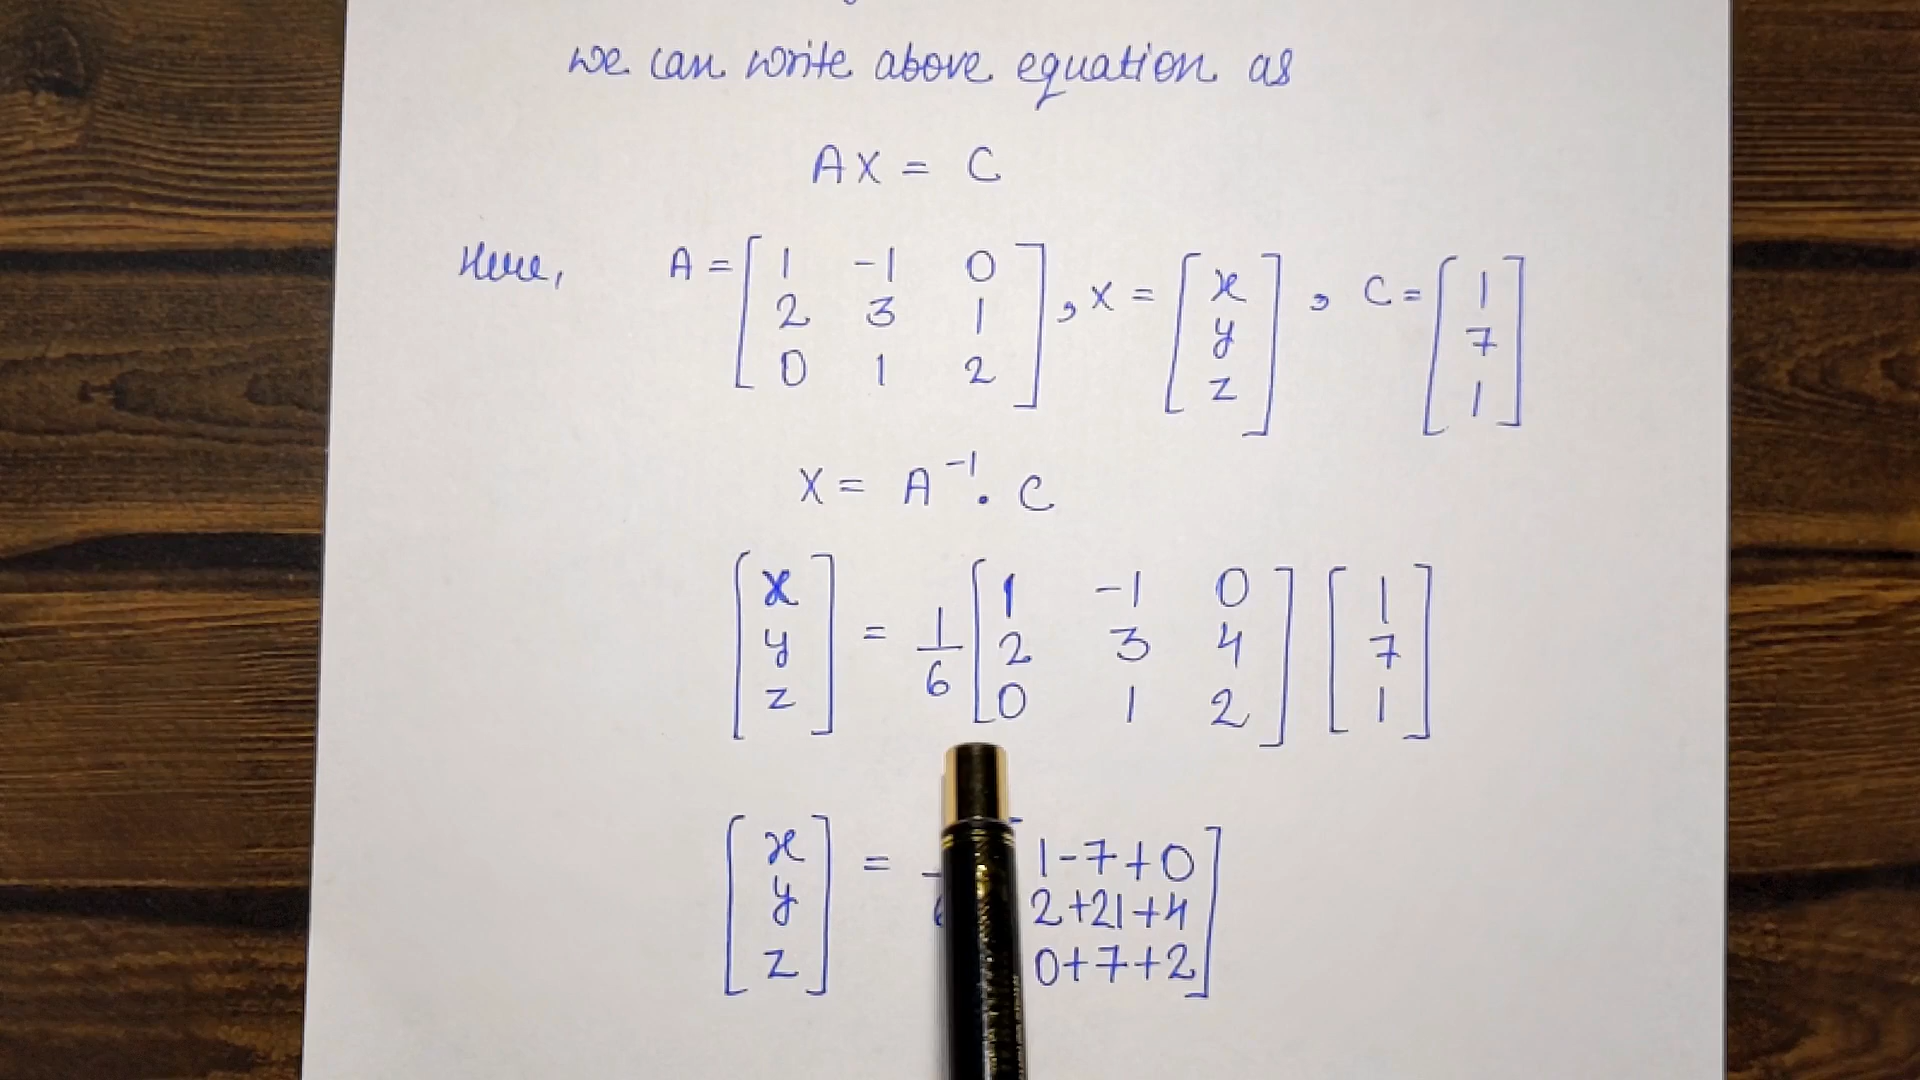 we can write above equation as
AX = C
Here, A = [1 -1 0; 2 3 1; 0 1 2], X = [x; y; z], C = [1; 7; 1]
X = A⁻¹. C
[x; y; z] = 1/6 [1 -1 0; 2 3 4; 0 1 2] [1; 7; 1]
[x; y; z] = [1-7+0; 2+21+4; 0+7+2]